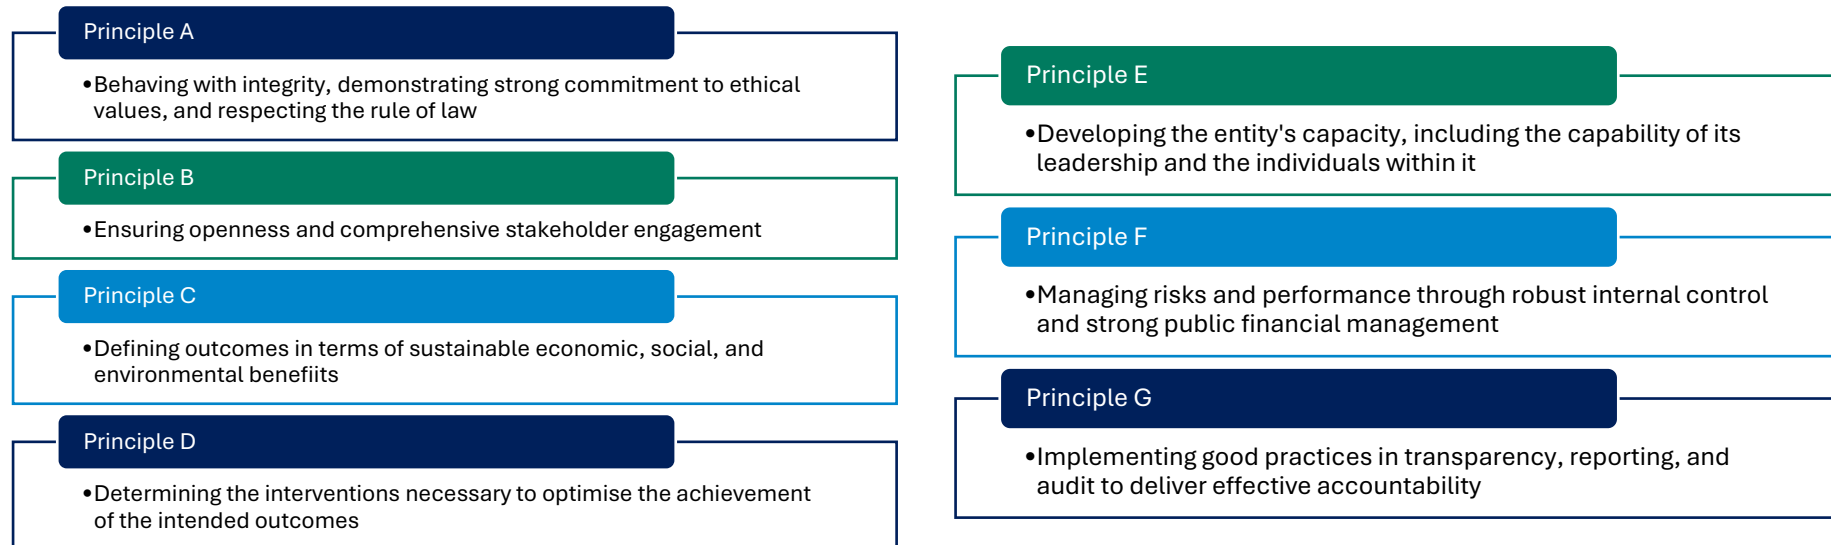 Principle A
•Behaving with integrity, demonstrating strong commitment to ethical
values, and respecting the rule of law
Principle B
•Ensuring openness and comprehensive stakeholder engagement
Principle C
•Defining outcomes in terms of sustainable economic, social, and
environmental benefiits
Principle D
•Determining the interventions necessary to optimise the achievement
of the intended outcomes
Principle E
•Developing the entity's capacity, including the capability of its
leadership and the individuals within it
Principle F
•Managing risks and performance through robust internal control
and strong public financial management
Principle G
•Implementing good practices in transparency, reporting, and
audit to deliver effective accountability